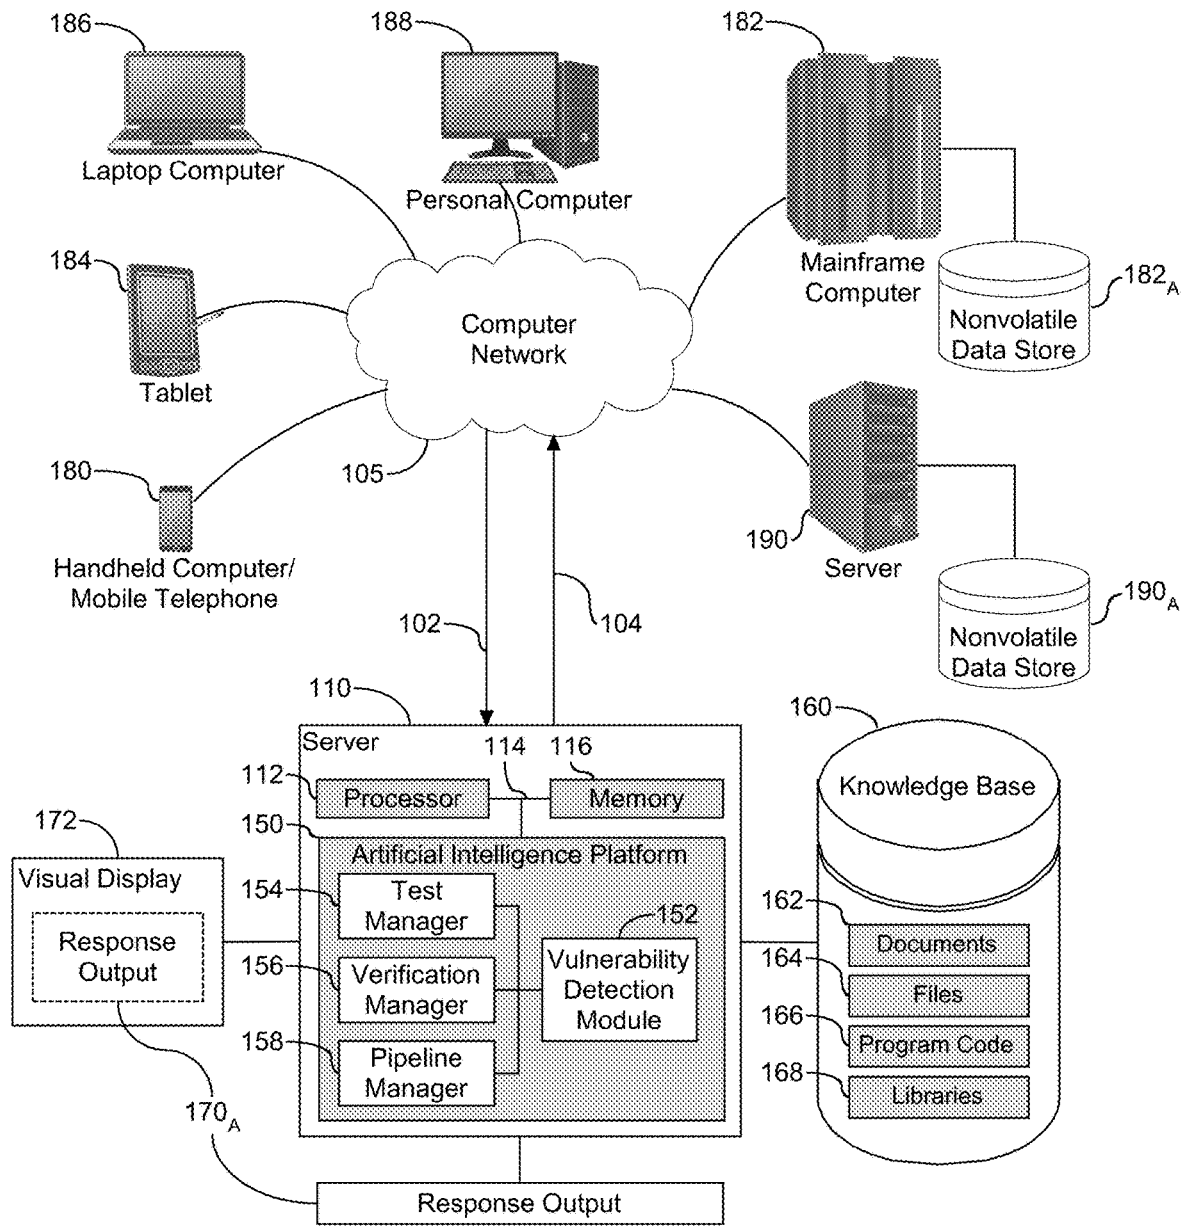 186
188
182
Laptop Computer
Personal Computer
Mainframe
Computer
184
Tablet
Computer
Network
182A
Nonvolatile
Data Store
105
180
Handheld Computer/
Mobile Telephone
190
Server
190A
Nonvolatile
Data Store
102
104
110
Server
114
116
112
Processor
Memory
150
Artificial Intelligence Platform
172
Visual Display
Response
Output
154
Test
Manager
156
Verification
Manager
158
Pipeline
Manager
152
Vulnerability
Detection
Module
160
Knowledge Base
162
Documents
164
Files
166
Program Code
168
Libraries
170A
Response Output